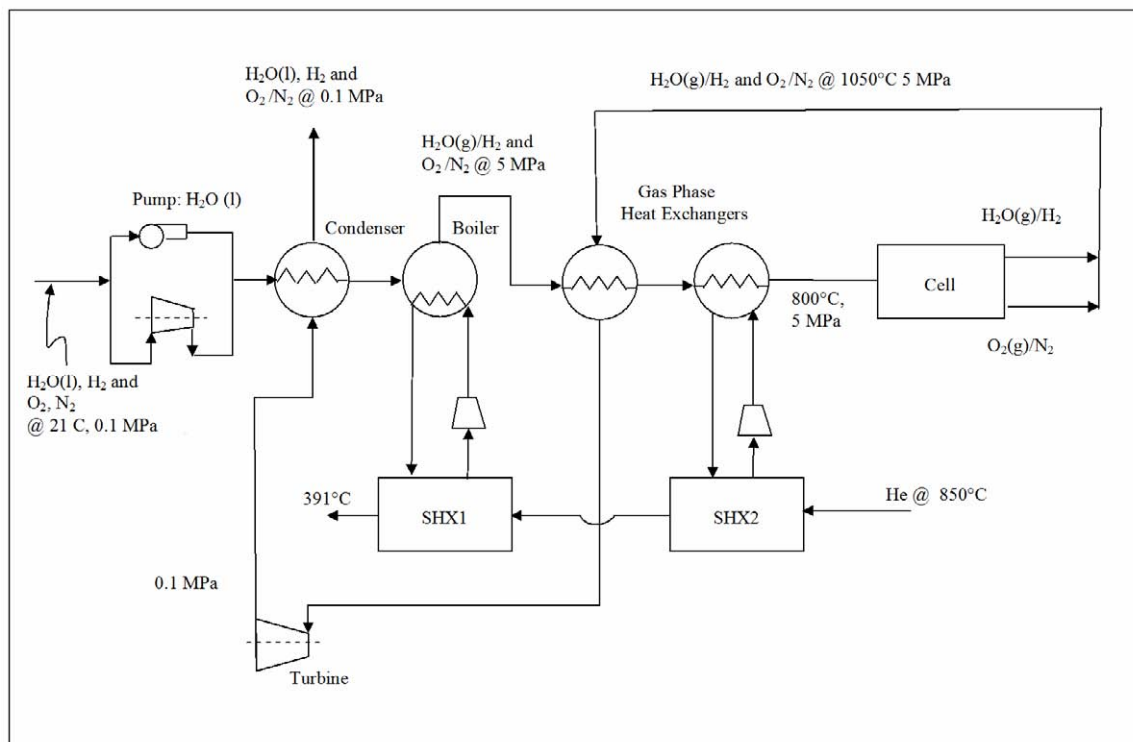 H₂O(l), H₂ and
O₂ /N₂ @ 0.1 MPa
H₂O(g)/H₂ and O₂ /N₂ @ 1050°C 5 MPa
H₂O(g)/H₂ and
O₂ /N₂ @ 5 MPa
Pump: H₂O (l)
Condenser
Boiler
Gas Phase
Heat Exchangers
H₂O(g)/H₂
Cell
800°C,
5 MPa
O₂(g)/N₂
H₂O(l), H₂ and
O₂, N₂
@ 21 C, 0.1 MPa
391°C
SHX1
SHX2
He @ 850°C
0.1 MPa
Turbine